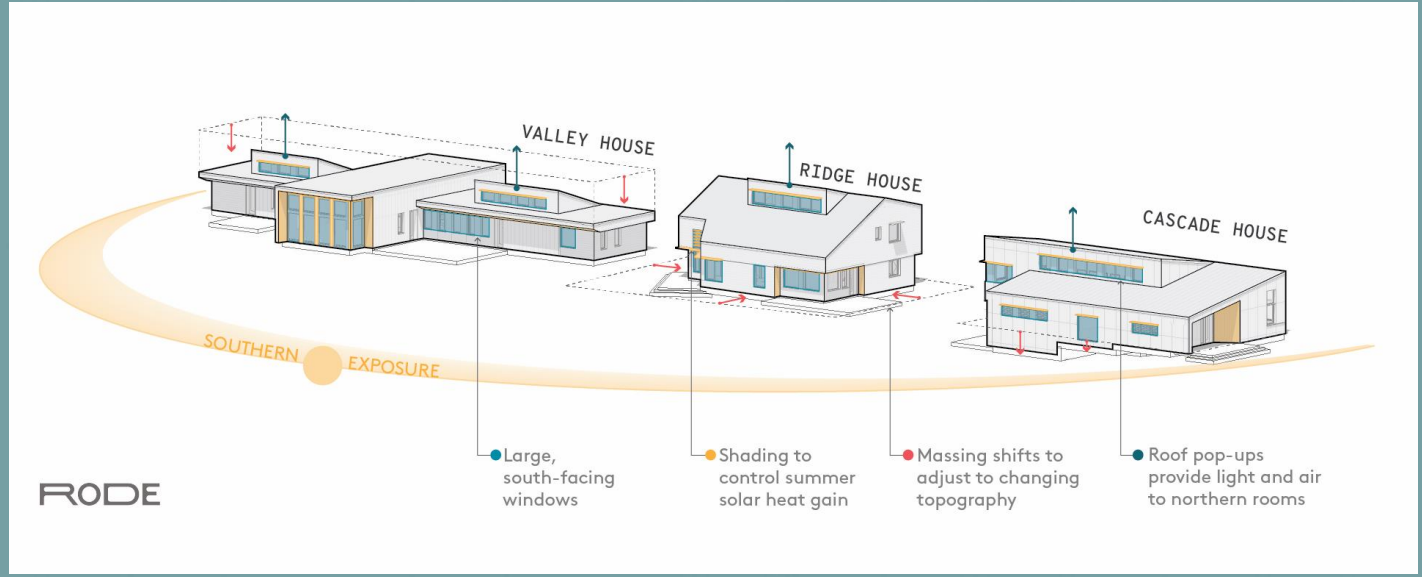 VALLEY HOUSE
RIDGE HOUSE
CASCADE HOUSE
SOUTHERN EXPOSURE
Large,
south-facing
windows
Shading to
control summer
solar heat gain
Massing shifts to
adjust to changing
topography
Roof pop-ups
provide light and air
to northern rooms
RODE